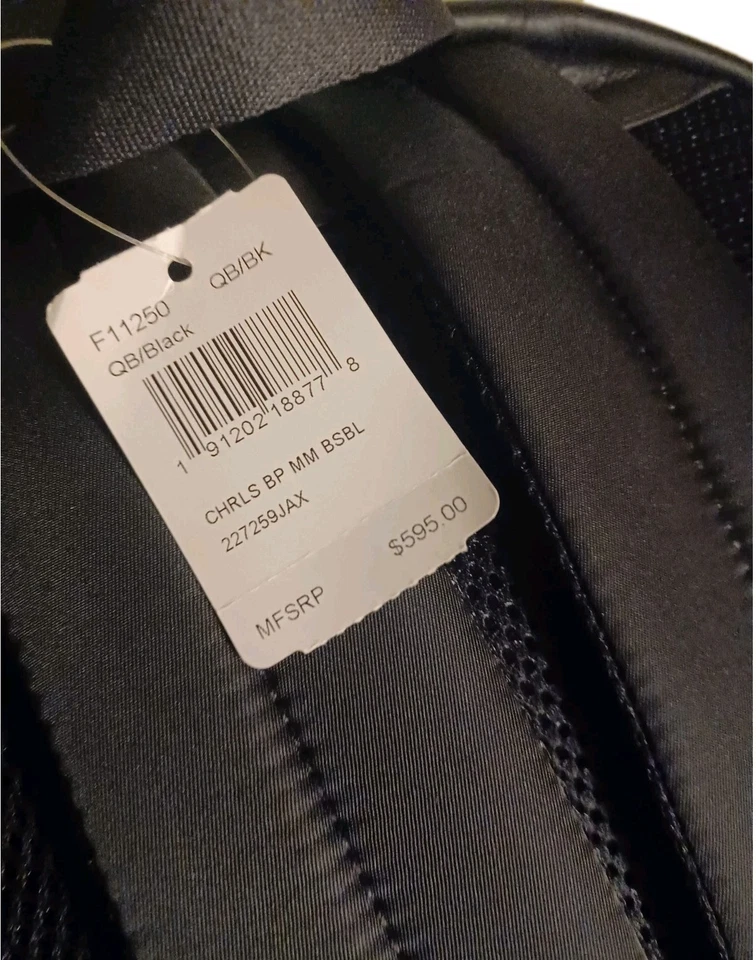 F11250 QB/BK
QB/Black
1 91202 18877 8
CHRLS BP MM BSBL
227259JAX
MFSRP $595.00